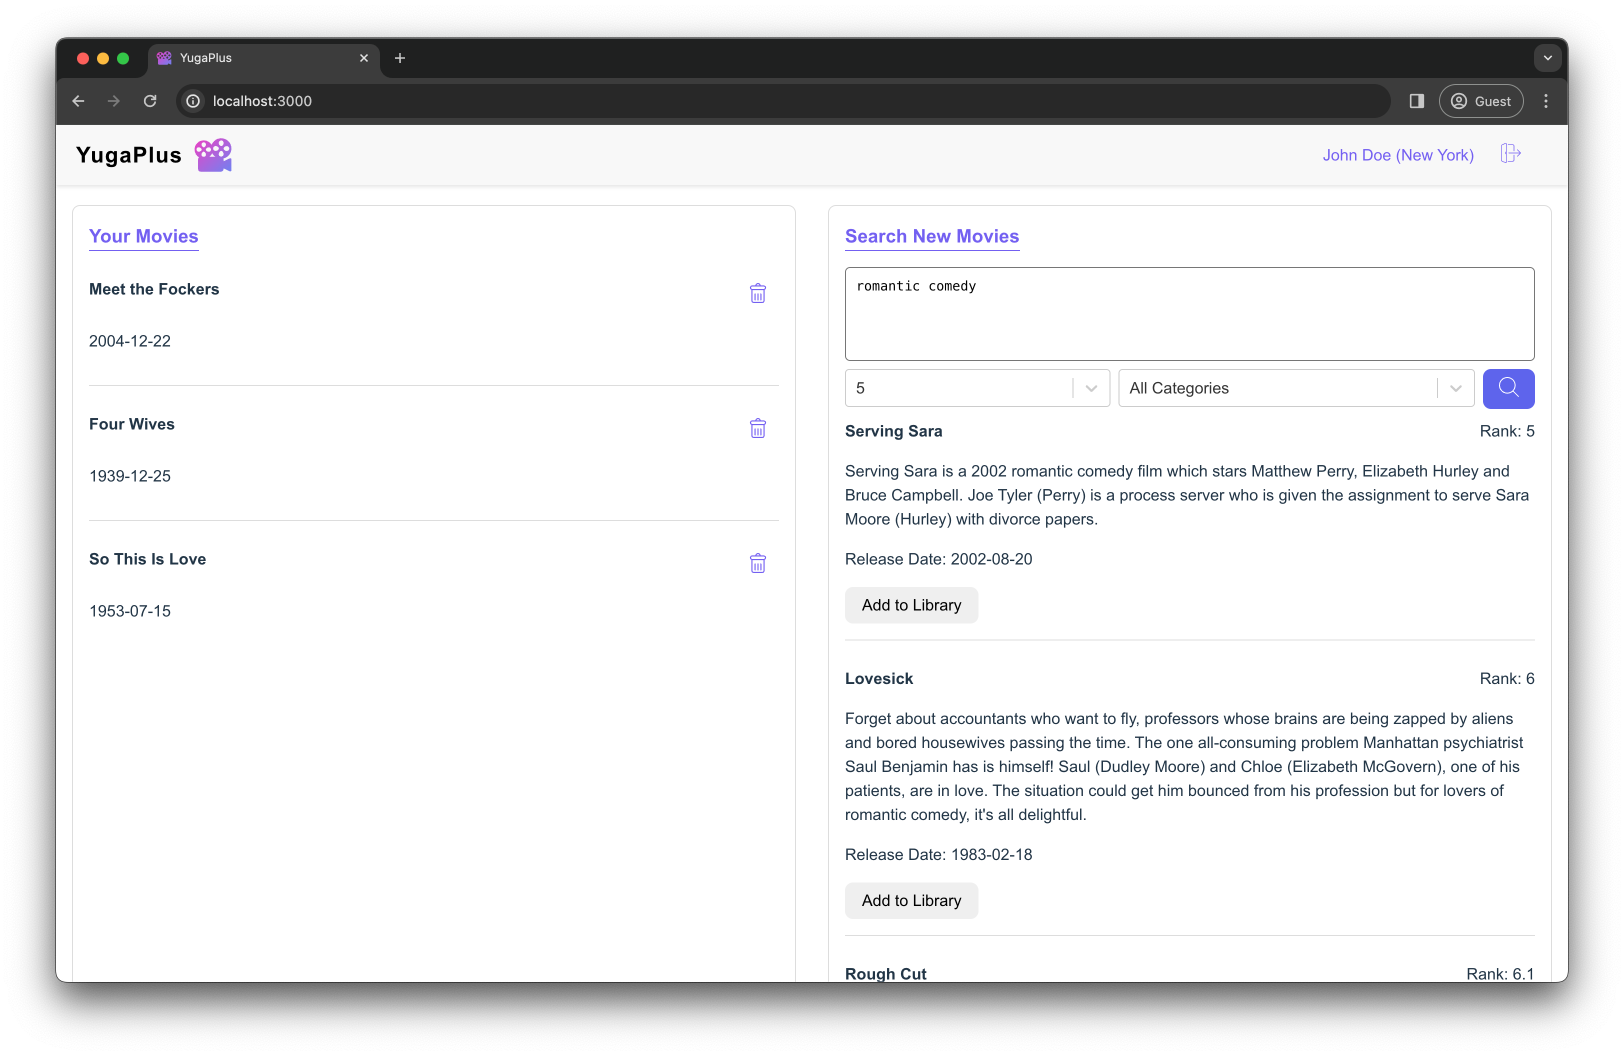 YugaPlus
localhost:3000
Guest
YugaPlus
John Doe (New York)
Your Movies
Meet the Fockers
2004-12-22
Four Wives
1939-12-25
So This Is Love
1953-07-15
Search New Movies
romantic comedy
5
All Categories
Serving Sara
Rank: 5
Serving Sara is a 2002 romantic comedy film which stars Matthew Perry, Elizabeth Hurley and
Bruce Campbell. Joe Tyler (Perry) is a process server who is given the assignment to serve Sara
Moore (Hurley) with divorce papers.
Release Date: 2002-08-20
Add to Library
Lovesick
Rank: 6
Forget about accountants who want to fly, professors whose brains are being zapped by aliens
and bored housewives passing the time. The one all-consuming problem Manhattan psychiatrist
Saul Benjamin has is himself! Saul (Dudley Moore) and Chloe (Elizabeth McGovern), one of his
patients, are in love. The situation could get him bounced from his profession but for lovers of
romantic comedy, it's all delightful.
Release Date: 1983-02-18
Add to Library
Rough Cut
Rank: 6.1